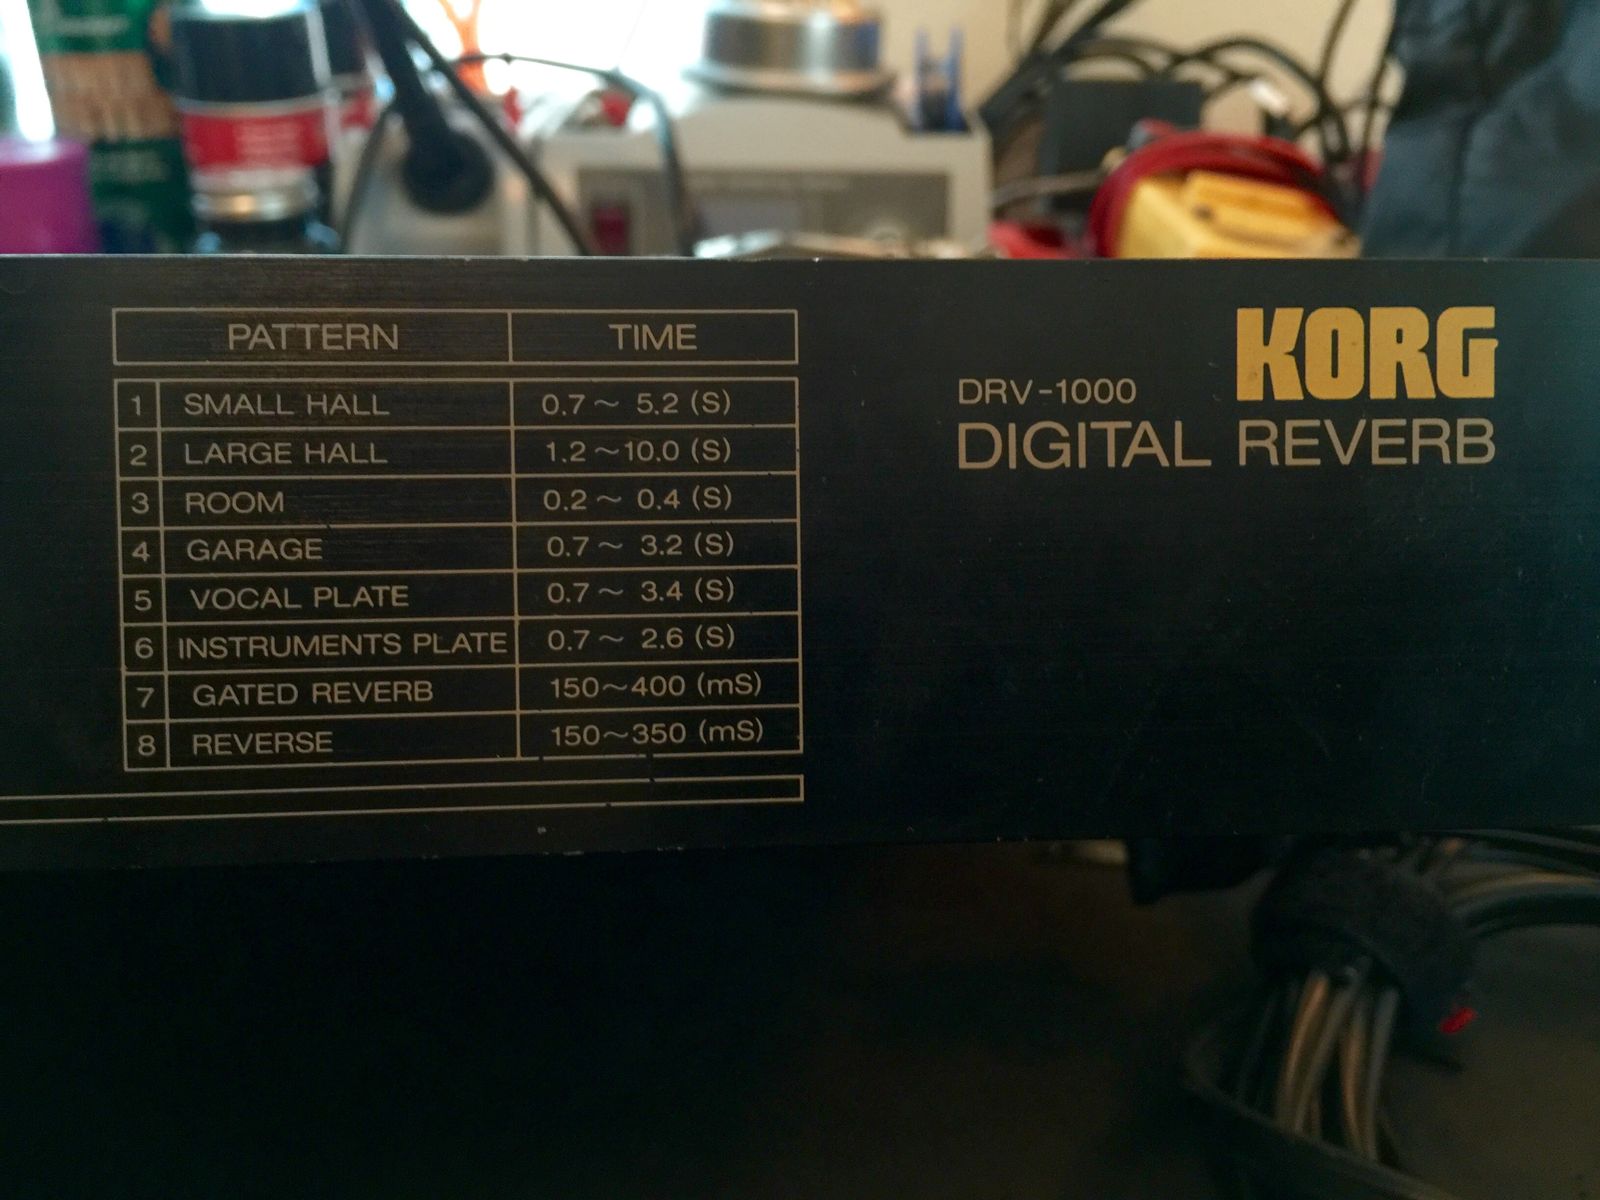 PATTERN TIME
1 SMALL HALL 0.7~ 5.2 (S)
2 LARGE HALL 1.2~10.0 (S)
3 ROOM 0.2~ 0.4 (S)
4 GARAGE 0.7~ 3.2 (S)
5 VOCAL PLATE 0.7~ 3.4 (S)
6 INSTRUMENTS PLATE 0.7~ 2.6 (S)
7 GATED REVERB 150~400 (mS)
8 REVERSE 150~350 (mS)
DRV-1000 KORG
DIGITAL REVERB